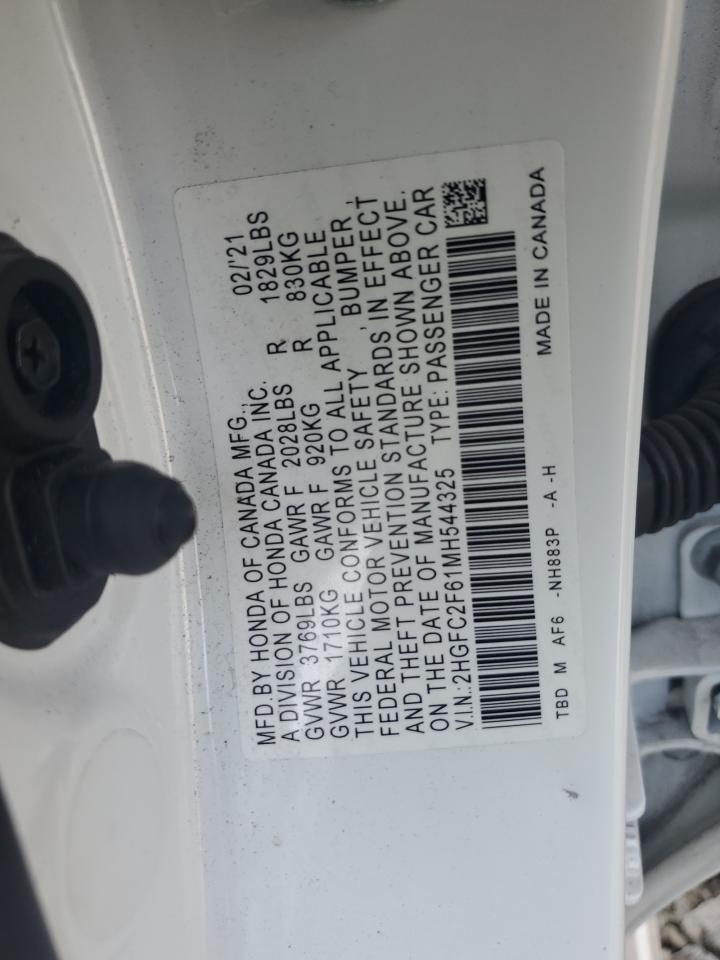 MFD.BY HONDA OF CANADA MFG., 02/'21
A DIVISION OF HONDA CANADA INC.
GVWR 3769LBS GAWR F 2028LBS R 1829LBS
GVWR 1710KG GAWR F 920KG R 830KG
THIS VEHICLE CONFORMS TO ALL APPLICABLE
FEDERAL MOTOR VEHICLE SAFETY , BUMPER ,
AND THEFT PREVENTION STANDARDS IN EFFECT
ON THE DATE OF MANUFACTURE SHOWN ABOVE.
V.I.N.:2HGFC2F61MH544325 TYPE: PASSENGER CAR
TBD M AF6 -NH883P -A -H MADE IN CANADA